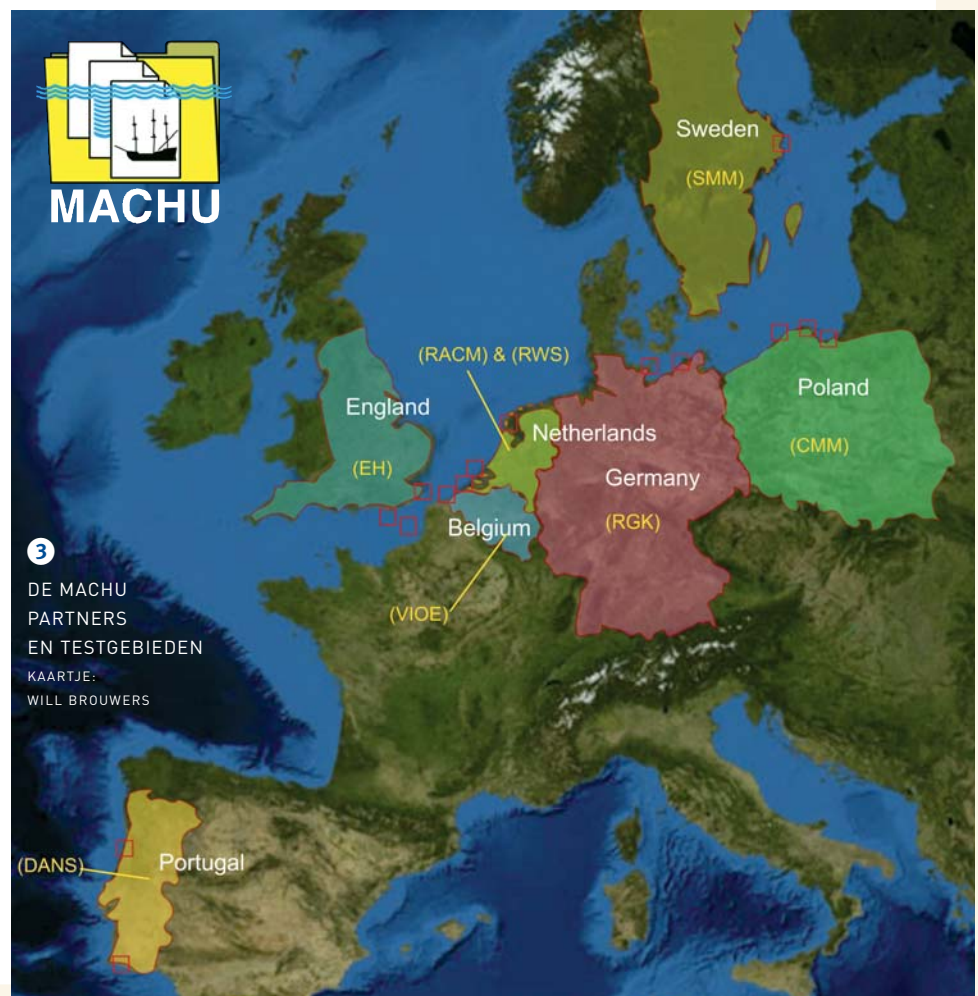 MACHU
Sweden
(SMM)
(RACM) & (RWS)
England
(EH)
Netherlands
Germany
(RGK)
Poland
(CMM)
Belgium
(VIOE)
3
DE MACHU
PARTNERS
EN TESTGEBIEDEN
KAARTJE:
WILL BROUWERS
(DANS)
Portugal